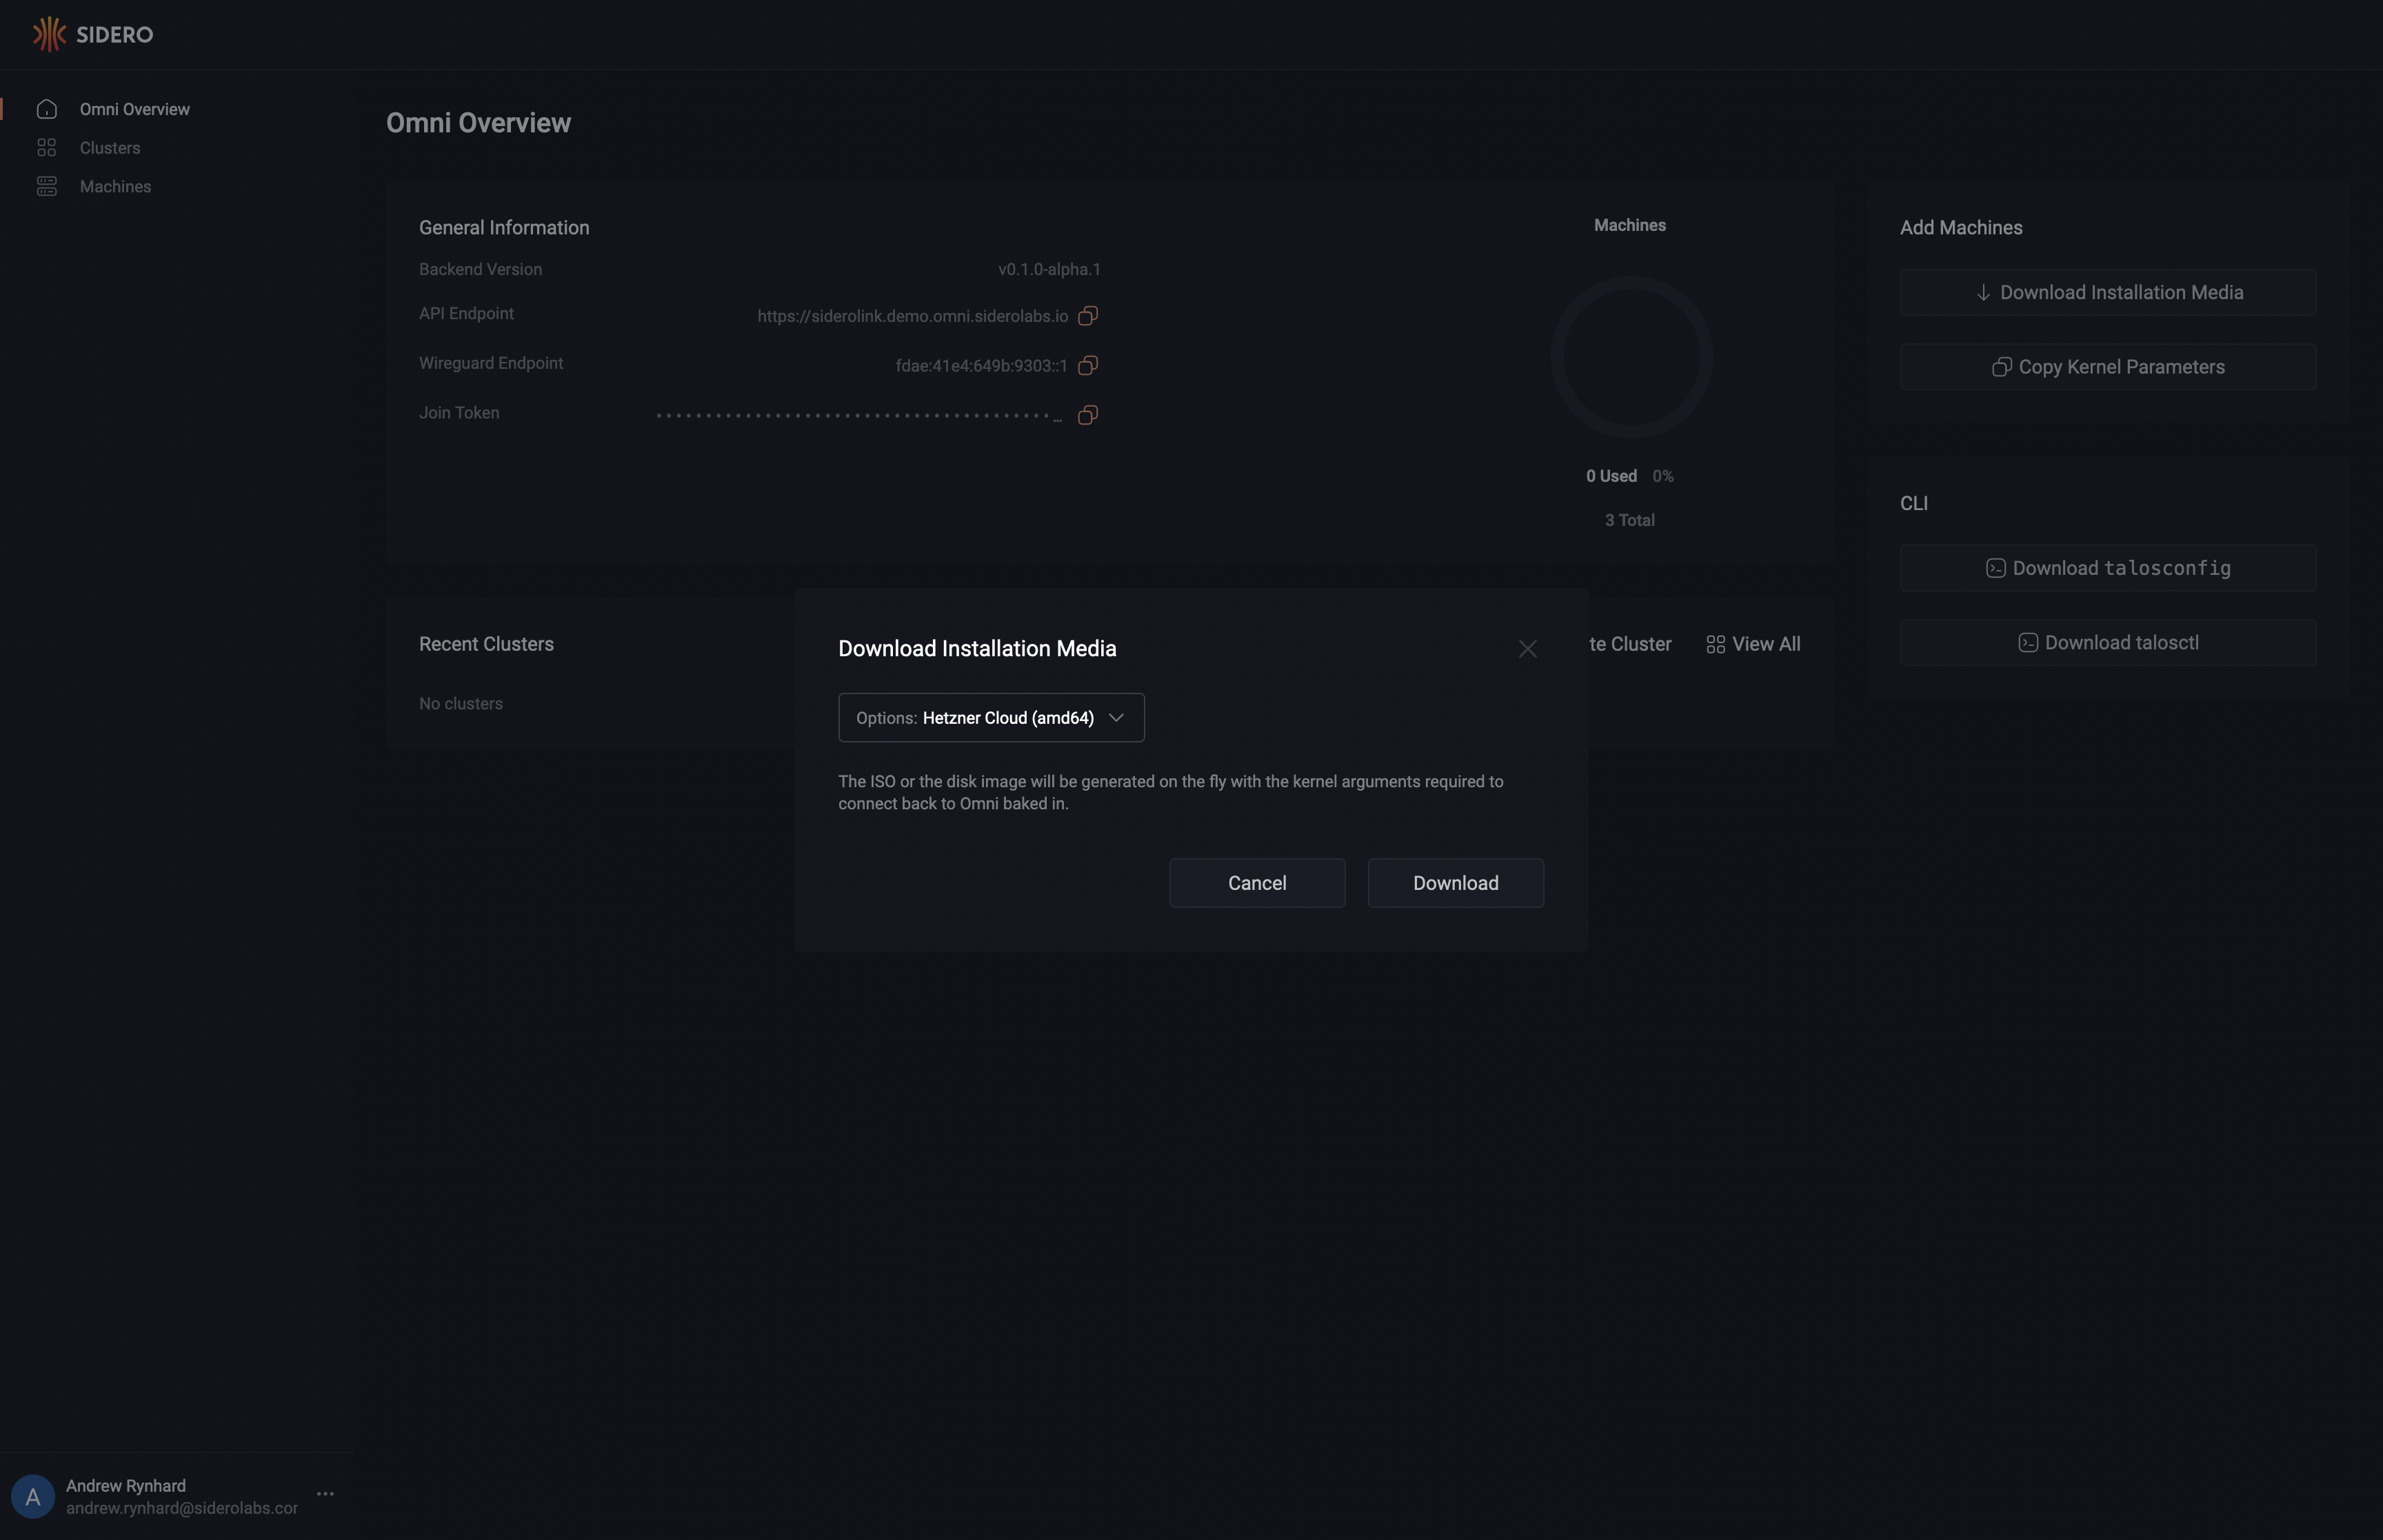 SIDERO
Omni Overview
Clusters
Machines
Omni Overview
General Information
Backend Version v0.1.0-alpha.1
API Endpoint https://siderolink.demo.omni.siderolabs.io
Wireguard Endpoint fdae:41e4:649b:9303::1
Join Token
Machines
0 Used 0%
3 Total
Add Machines
Download Installation Media
Copy Kernel Parameters
CLI
Download talosconfig
Download talosctl
Recent Clusters
te Cluster View All
No clusters
Download Installation Media
Options: Hetzner Cloud (amd64)
The ISO or the disk image will be generated on the fly with the kernel arguments required to
connect back to Omni baked in.
Cancel Download
A
Andrew Rynhard
andrew.rynhard@siderolabs.cor